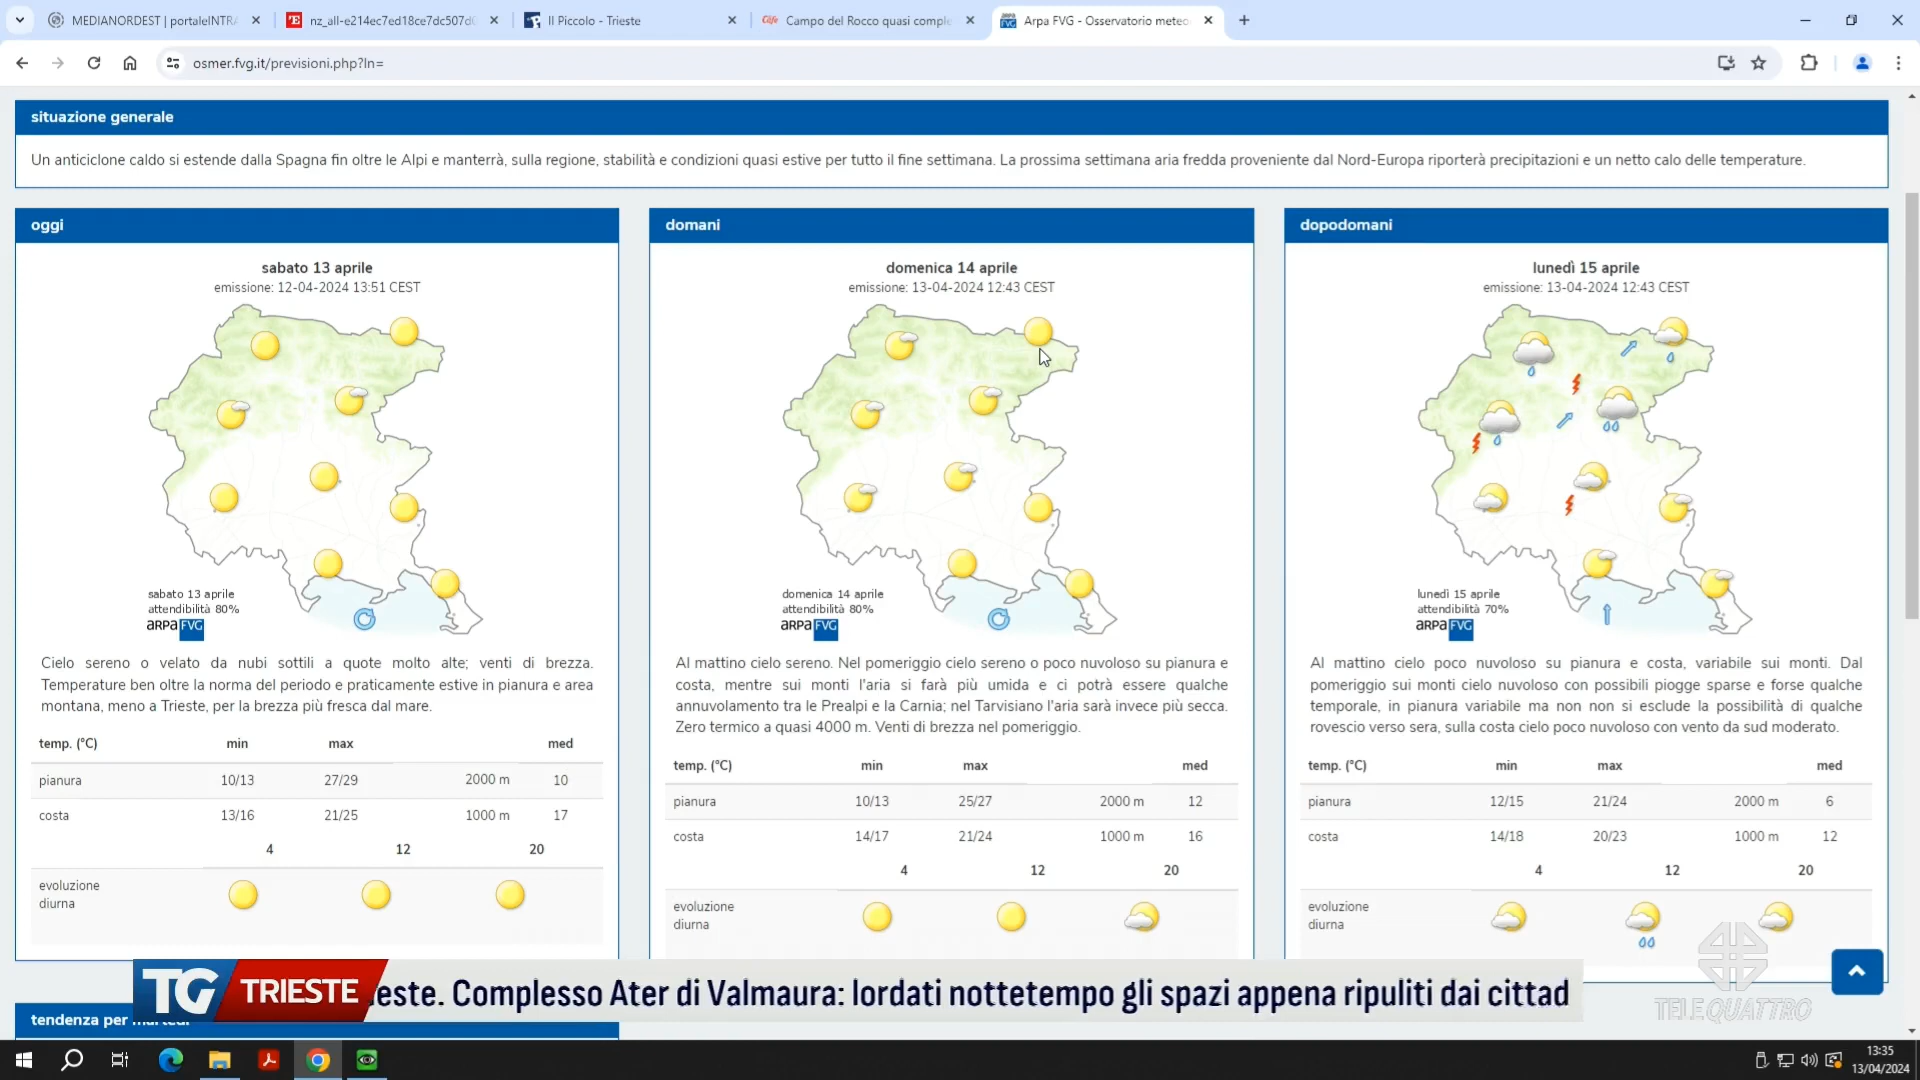 MEDIANORDEST | portaleINTRA
nz_all-e214ec7ed18ce7dc507d
Il Piccolo - Trieste
Campo del Rocco quasi comple
Arpa FVG - Osservatorio meteo
osmer.fvg.it/previsioni.php?ln=
situazione generale
Un anticiclone caldo si estende dalla Spagna fin oltre le Alpi e manterrà, sulla regione, stabilità e condizioni quasi estive per tutto il fine settimana. La prossima settimana aria fredda proveniente dal Nord-Europa riporterà precipitazioni e un netto calo delle temperature.
oggi
sabato 13 aprile
emissione: 12-04-2024 13:51 CEST
sabato 13 aprile
attendibilità 80%
arpa FVG
Cielo sereno o velato da nubi sottili a quote molto alte; venti di brezza.
Temperature ben oltre la norma del periodo e praticamente estive in pianura e area
montana, meno a Trieste, per la brezza più fresca dal mare.
temp. (°C) min max med
pianura 10/13 27/29 2000 m 10
costa 13/16 21/25 1000 m 17
4 12 20
evoluzione
diurna
domani
domenica 14 aprile
emissione: 13-04-2024 12:43 CEST
domenica 14 aprile
attendibilità 80%
arpa FVG
Al mattino cielo sereno. Nel pomeriggio cielo sereno o poco nuvoloso su pianura e
costa, mentre sui monti l'aria si farà più umida e ci potrà essere qualche
annuvolamento tra le Prealpi e la Carnia; nel Tarvisiano l'aria sarà invece più secca.
Zero termico a quasi 4000 m. Venti di brezza nel pomeriggio.
temp. (°C) min max med
pianura 10/13 25/27 2000 m 12
costa 14/17 21/24 1000 m 16
4 12 20
evoluzione
diurna
dopodomani
lunedì 15 aprile
emissione: 13-04-2024 12:43 CEST
lunedì 15 aprile
attendibilità 70%
arpa FVG
Al mattino cielo poco nuvoloso su pianura e costa, variabile sui monti. Dal
pomeriggio sui monti cielo nuvoloso con possibili piogge sparse e forse qualche
temporale, in pianura variabile ma non non si esclude la possibilità di qualche
rovescio verso sera, sulla costa cielo poco nuvoloso con vento da sud moderato.
temp. (°C) min max med
pianura 12/15 21/24 2000 m 6
costa 14/18 20/23 1000 m 12
4 12 20
evoluzione
diurna
TG TRIESTE
este. Complesso Ater di Valmaura: lordati nottetempo gli spazi appena ripuliti dai cittad
TELEQUATTRO
tendenza per martedì
13:35
13/04/2024